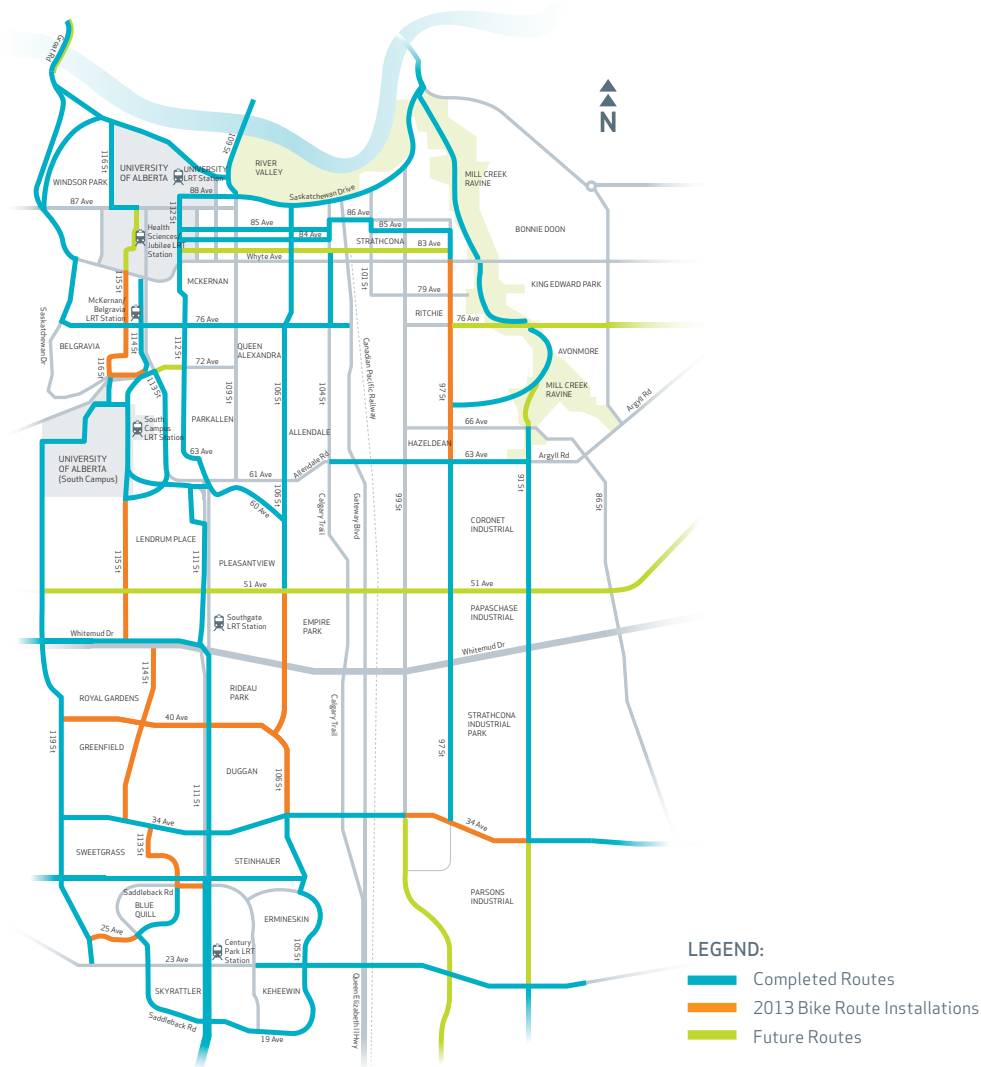 Groat Rd
109 St
116 St
UNIVERSITY
OF ALBERTA
UNIVERSITY
LRT Station
RIVER
VALLEY
MILL CREEK
RAVINE
N
WINDSOR PARK
88 Ave
Saskatchewan Drive
87 Ave
112 St
86 Ave
85 Ave
85 Ave
84 Ave
Health
Sciences/
Jubilee LRT
Station
STRATHCONA
83 Ave
BONNIE DOON
Whyte Ave
115 St
MCKERNAN
101 St
79 Ave
KING EDWARD PARK
McKernan/
Belgravia
LRT Station
RITCHIE
76 Ave
76 Ave
Saskatchewan Dr
BELGRAVIA
114 St
112 St
QUEEN
ALEXANDRA
Canadian Pacific Railway
AVONMORE
116 St
72 Ave
113 St
109 St
106 St
104 St
97 St
MILL CREEK
RAVINE
Argyll Rd
South
Campus
LRT Station
PARKALLEN
ALLENDALE
66 Ave
HAZELDEAN
63 Ave
63 Ave
Argyll Rd
UNIVERSITY
OF ALBERTA
(South Campus)
61 Ave
Allendale Rd
106 St
60 Ave
Calgary Trail
Gateway Blvd
99 St
91 St
86 St
CORONET
INDUSTRIAL
LENDRUM PLACE
115 St
111 St
PLEASANTVIEW
51 Ave
51 Ave
Southgate
LRT Station
EMPIRE
PARK
PAPASCHASE
INDUSTRIAL
Whitemud Dr
Whitemud Dr
114 St
ROYAL GARDENS
RIDEAU
PARK
Calgary Trail
40 Ave
STRATHCONA
INDUSTRIAL
PARK
119 St
GREENFIELD
97 St
DUGGAN
106 St
111 St
34 Ave
34 Ave
113 St
SWEETGRASS
STEINHAUER
Saddleback Rd
BLUE
QUILL
PARSONS
INDUSTRIAL
ERMINESKIN
25 Ave
Century
Park LRT
Station
105 St
23 Ave
SKYRATTLER
KEHEEWIN
Queen Elizabeth II Hwy
Saddleback Rd
19 Ave
LEGEND:
Completed Routes
2013 Bike Route Installations
Future Routes